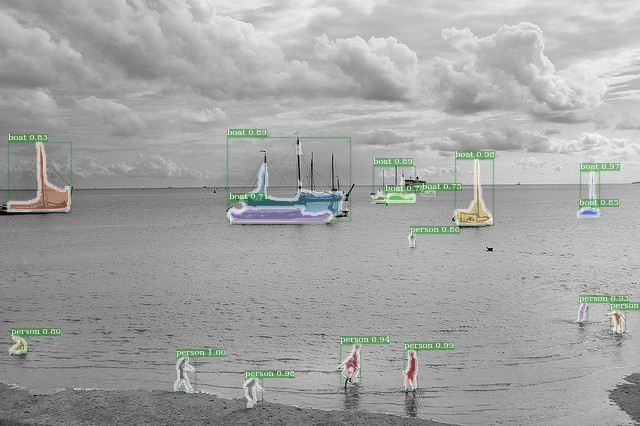 boat 0.83
boat 0.89
boat 0.7
boat 0.89
boat 0.7
boat 0.75
boat 0.98
boat 0.97
boat 0.85
person 0.86
person 0.93
person
person 0.80
person 1.00
person 0.98
person 0.94
person 0.99